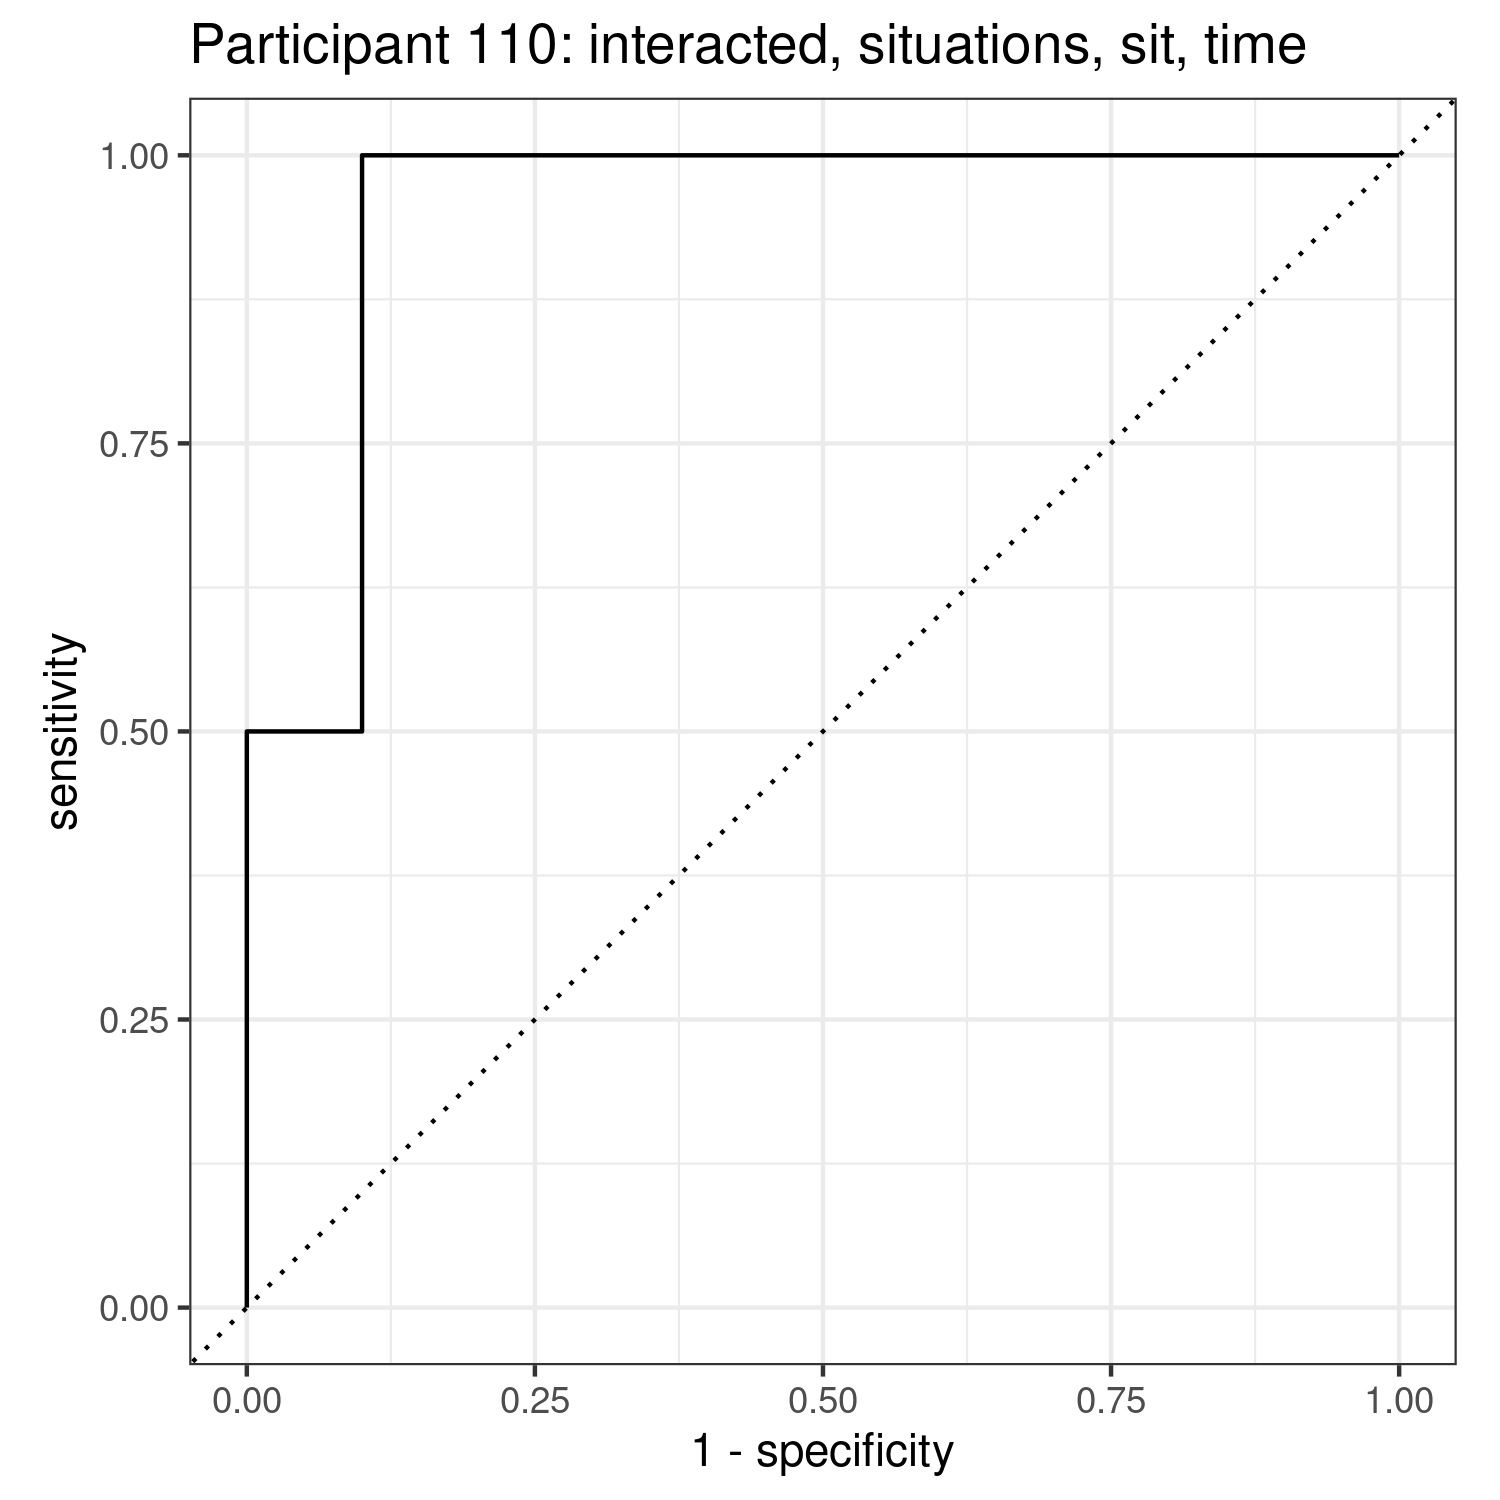 Participant 110: interacted, situations, sit, time
1.00
0.75
0.50
0.25
0.00
sensitivity
0.00 0.25 0.50 0.75 1.00
1 - specificity